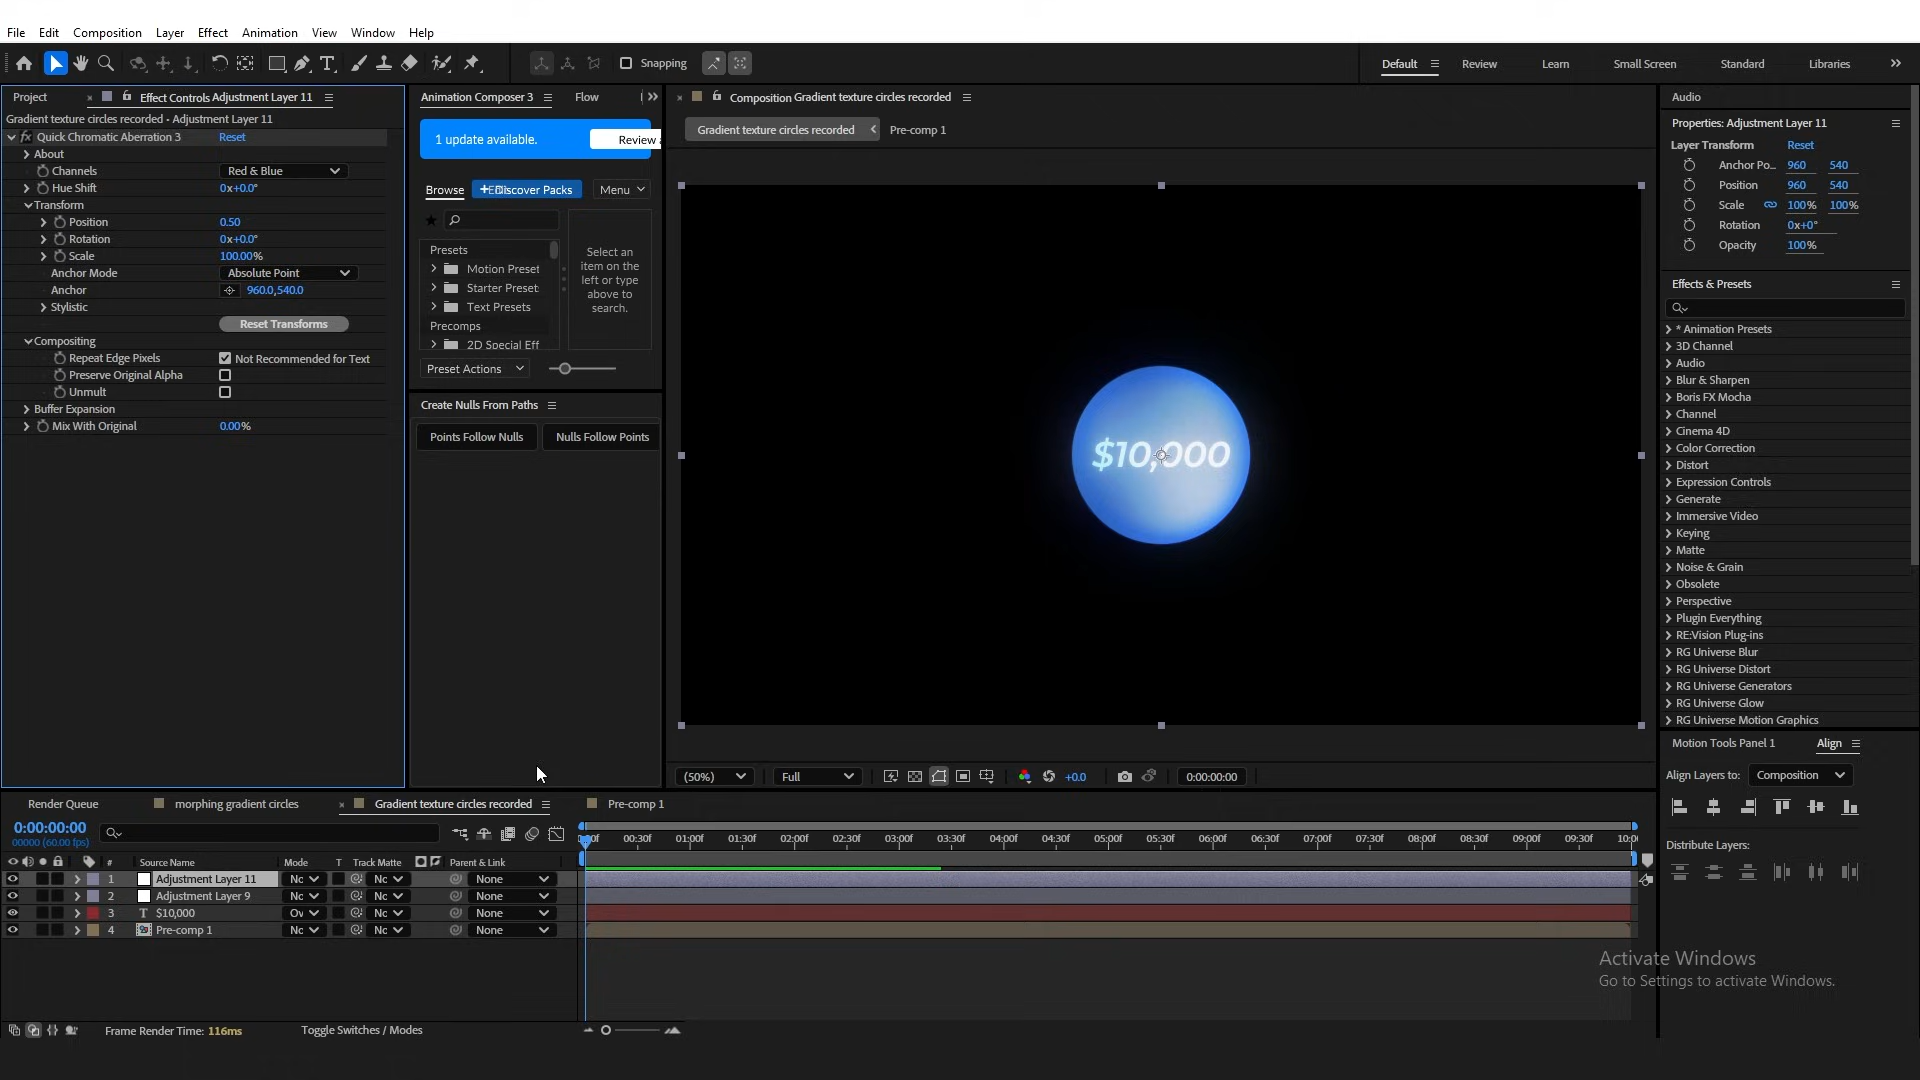 File Edit Composition Layer Effect Animation View Window Help
Snapping
Default Review Learn Small Screen Standard Libraries
Project Effect Controls Adjustment Layer 11
Gradient texture circles recorded • Adjustment Layer 11
Quick Chromatic Aberration 3 Reset
About
Channels Red & Blue
Hue Shift 0x+0.0°
Transform
Position 0.50
Rotation 0x+0.0°
Scale 100.00%
Anchor Mode Absolute Point
Anchor 960.0,540.0
Stylistic
Reset Transforms
Compositing
Repeat Edge Pixels Not Recommended for Text
Preserve Original Alpha
Unmult
Buffer Expansion
Mix With Original 0.00%
Animation Composer 3 Flow
1 update available. Review
Browse Discover Packs Menu
Presets
Motion Preset
Starter Preset
Text Presets
Precomps
2D Special Eff
Select an
item on the
left or type
above to
search.
Preset Actions
Create Nulls From Paths
Points Follow Nulls Nulls Follow Points
Composition Gradient texture circles recorded
Gradient texture circles recorded Pre-comp 1
$10,000
(50%) Full +0.0 0:00:00:00
Audio
Properties: Adjustment Layer 11
Layer Transform Reset
Anchor Po... 960 540
Position 960 540
Scale 100% 100%
Rotation 0x+0°
Opacity 100%
Effects & Presets
* Animation Presets
3D Channel
Audio
Blur & Sharpen
Boris FX Mocha
Channel
Cinema 4D
Color Correction
Distort
Expression Controls
Generate
Immersive Video
Keying
Matte
Noise & Grain
Obsolete
Perspective
Plugin Everything
RE:Vision Plug-ins
RG Universe Blur
RG Universe Distort
RG Universe Generators
RG Universe Glow
RG Universe Motion Graphics
Motion Tools Panel 1 Align
Align Layers to: Composition
Distribute Layers:
Render Queue morphing gradient circles Gradient texture circles recorded Pre-comp 1
0:00:00:00
00000 (60.00 fps)
00:30f 01:00f 01:30f 02:00f 02:30f 03:00f 03:30f 04:00f 04:30f 05:00f 05:30f 06:00f 06:30f 07:00f 07:30f 08:00f 08:30f 09:00f 09:30f 10:0
# Source Name Mode T Track Matte Parent & Link
1 Adjustment Layer 11 Nc Nc None
2 Adjustment Layer 9 Nc Nc None
3 T $10,000 Ov Nc None
4 Pre-comp 1 Nc Nc None
Activate Windows
Go to Settings to activate Windows.
Frame Render Time: 116ms Toggle Switches / Modes